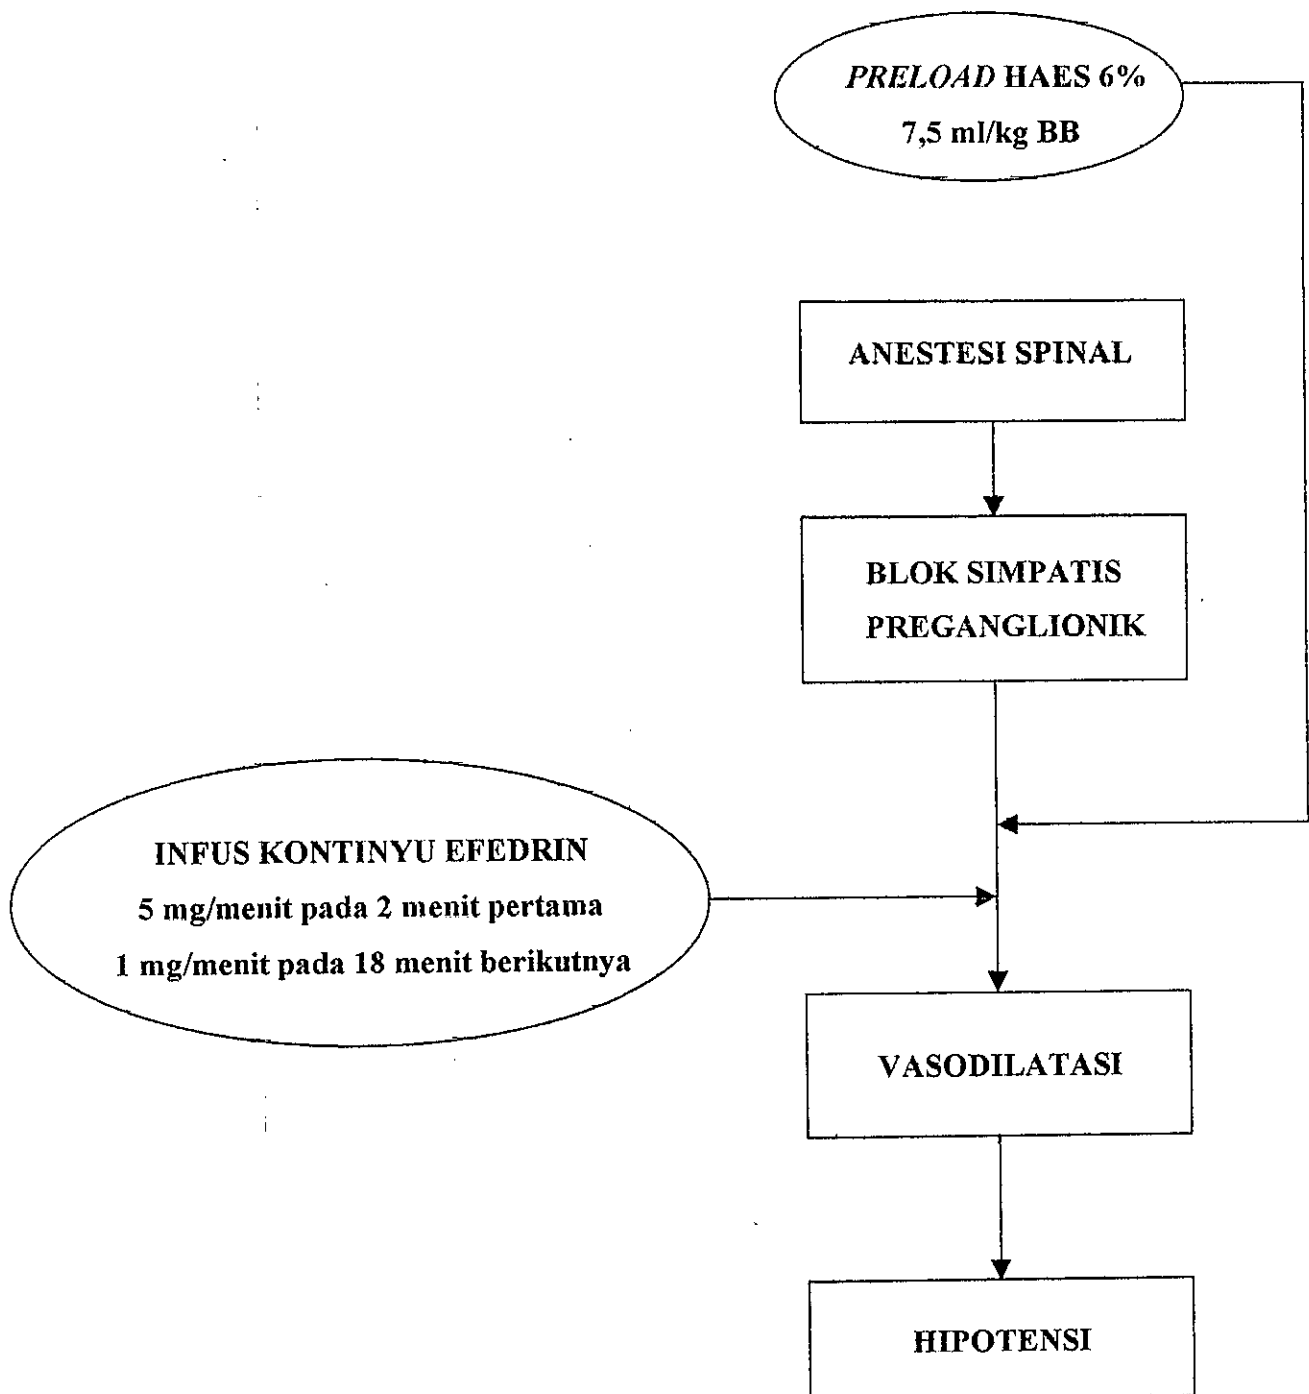 PRELOAD HAES 6%
7,5 ml/kg BB
ANESTESI SPINAL
BLOK SIMPATIS
PREGANGLIONIK
INFUS KONTINYU EFEDRIN
5 mg/menit pada 2 menit pertama
1 mg/menit pada 18 menit berikutnya
VASODILATASI
HIPOTENSI